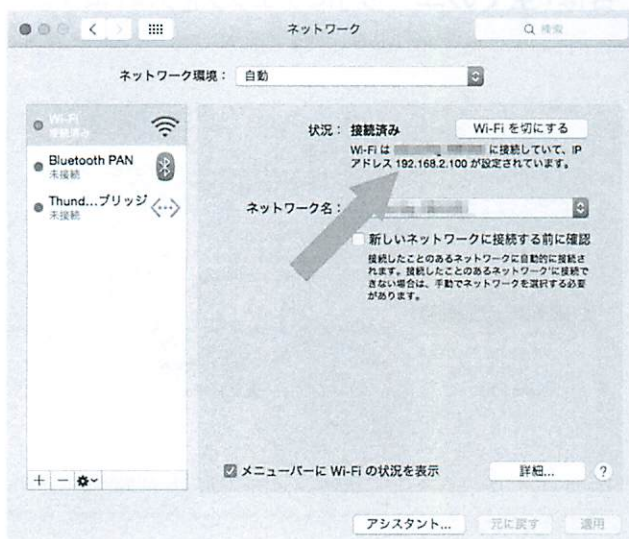 ネットワーク
検索
ネットワーク環境： 自動
Wi-Fi
接続済み
Bluetooth PAN
未接続
Thund…ブリッジ
未接続
状況： 接続済み
Wi-Fi を切にする
Wi-Fi は に接続していて、IP
アドレス 192.168.2.100 が設定されています。
ネットワーク名：
新しいネットワークに接続する前に確認
接続したことのあるネットワークに自動的に接続さ
れます。接続したことのあるネットワークに接続で
きない場合は、手動でネットワークを選択する必要
があります。
メニューバーに Wi-Fi の状況を表示
詳細...
?
アシスタント...
元に戻す
適用